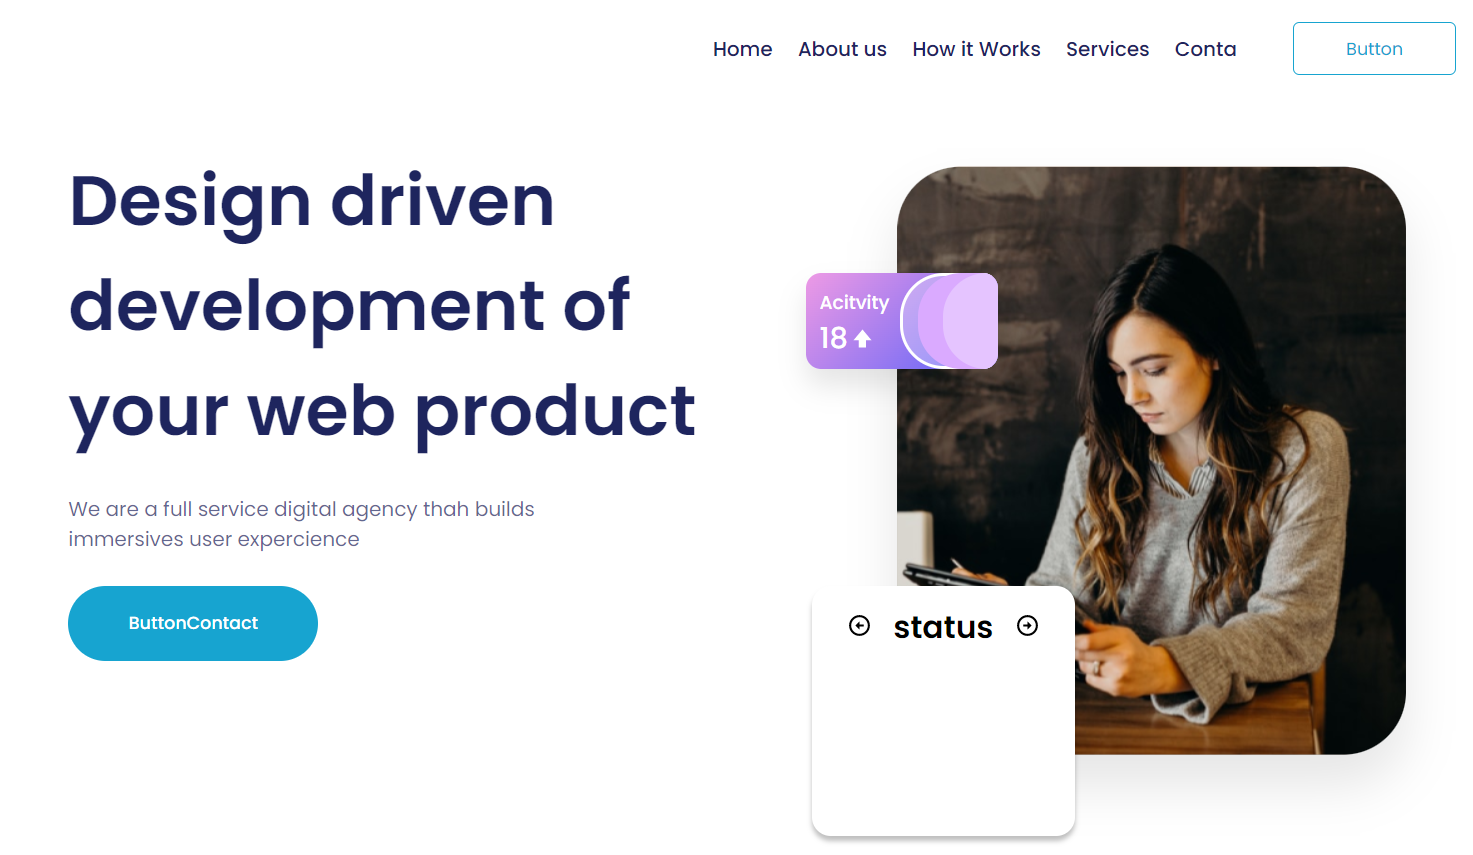 Home About us How it Works Services Conta Button
Design driven
development of
your web product
We are a full service digital agency thah builds
immersives user expercience
ButtonContact
Acitvity
18
status